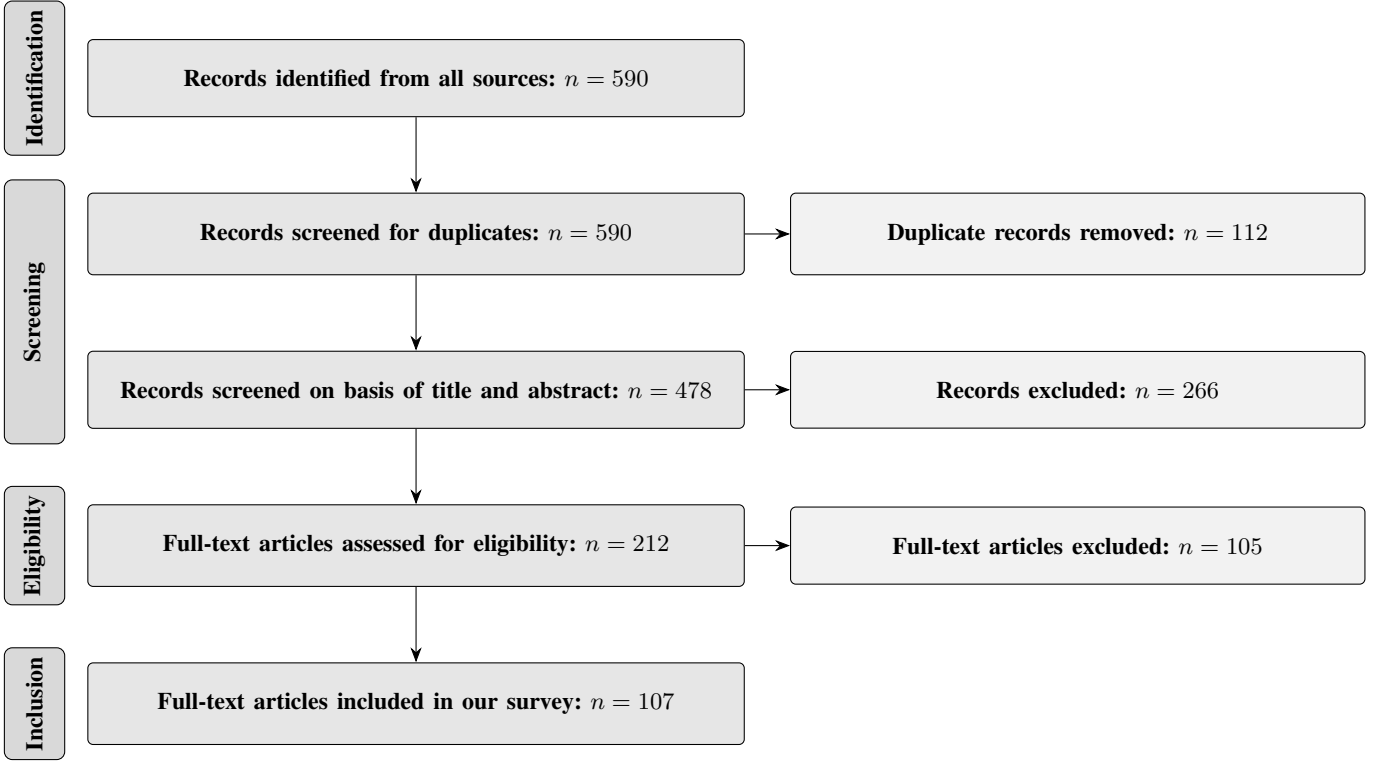 Identification
Records identified from all sources: n = 590
Screening
Records screened for duplicates: n = 590
Duplicate records removed: n = 112
Records screened on basis of title and abstract: n = 478
Records excluded: n = 266
Eligibility
Full-text articles assessed for eligibility: n = 212
Full-text articles excluded: n = 105
Inclusion
Full-text articles included in our survey: n = 107